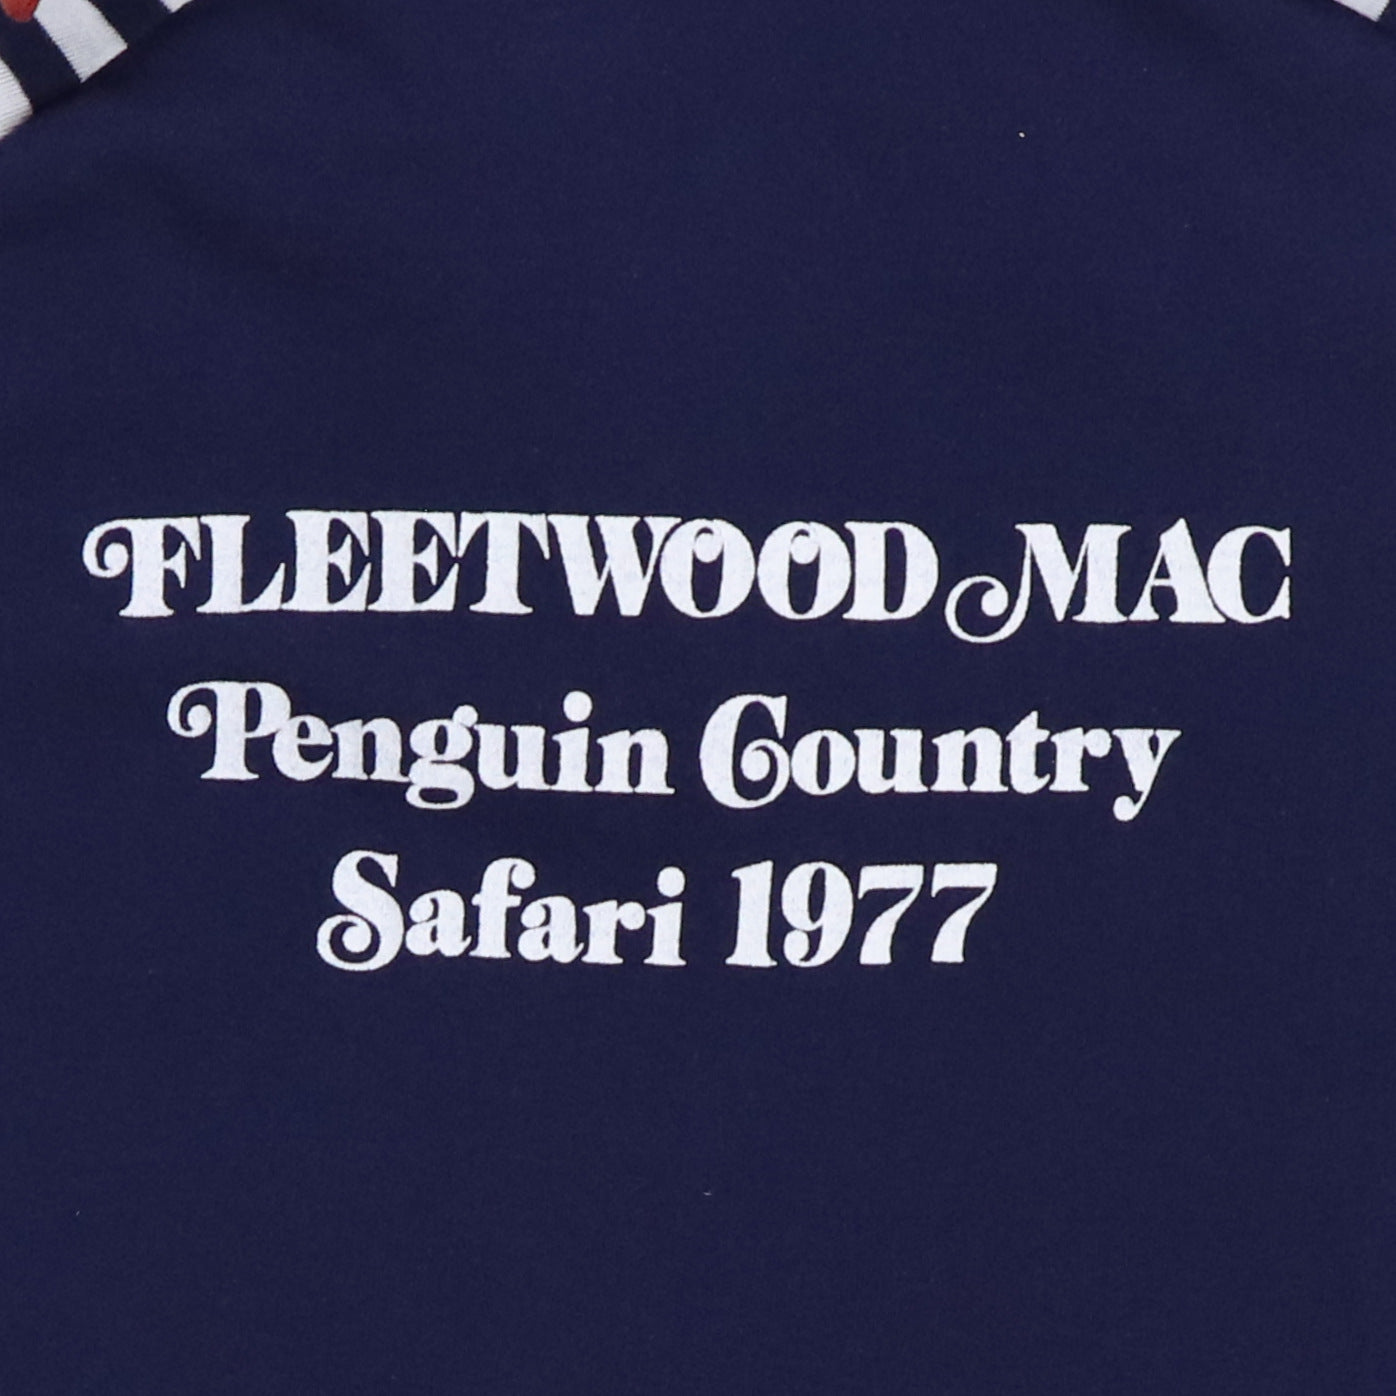 FLEETWOOD MAC
Penguin Country
Safari 1977